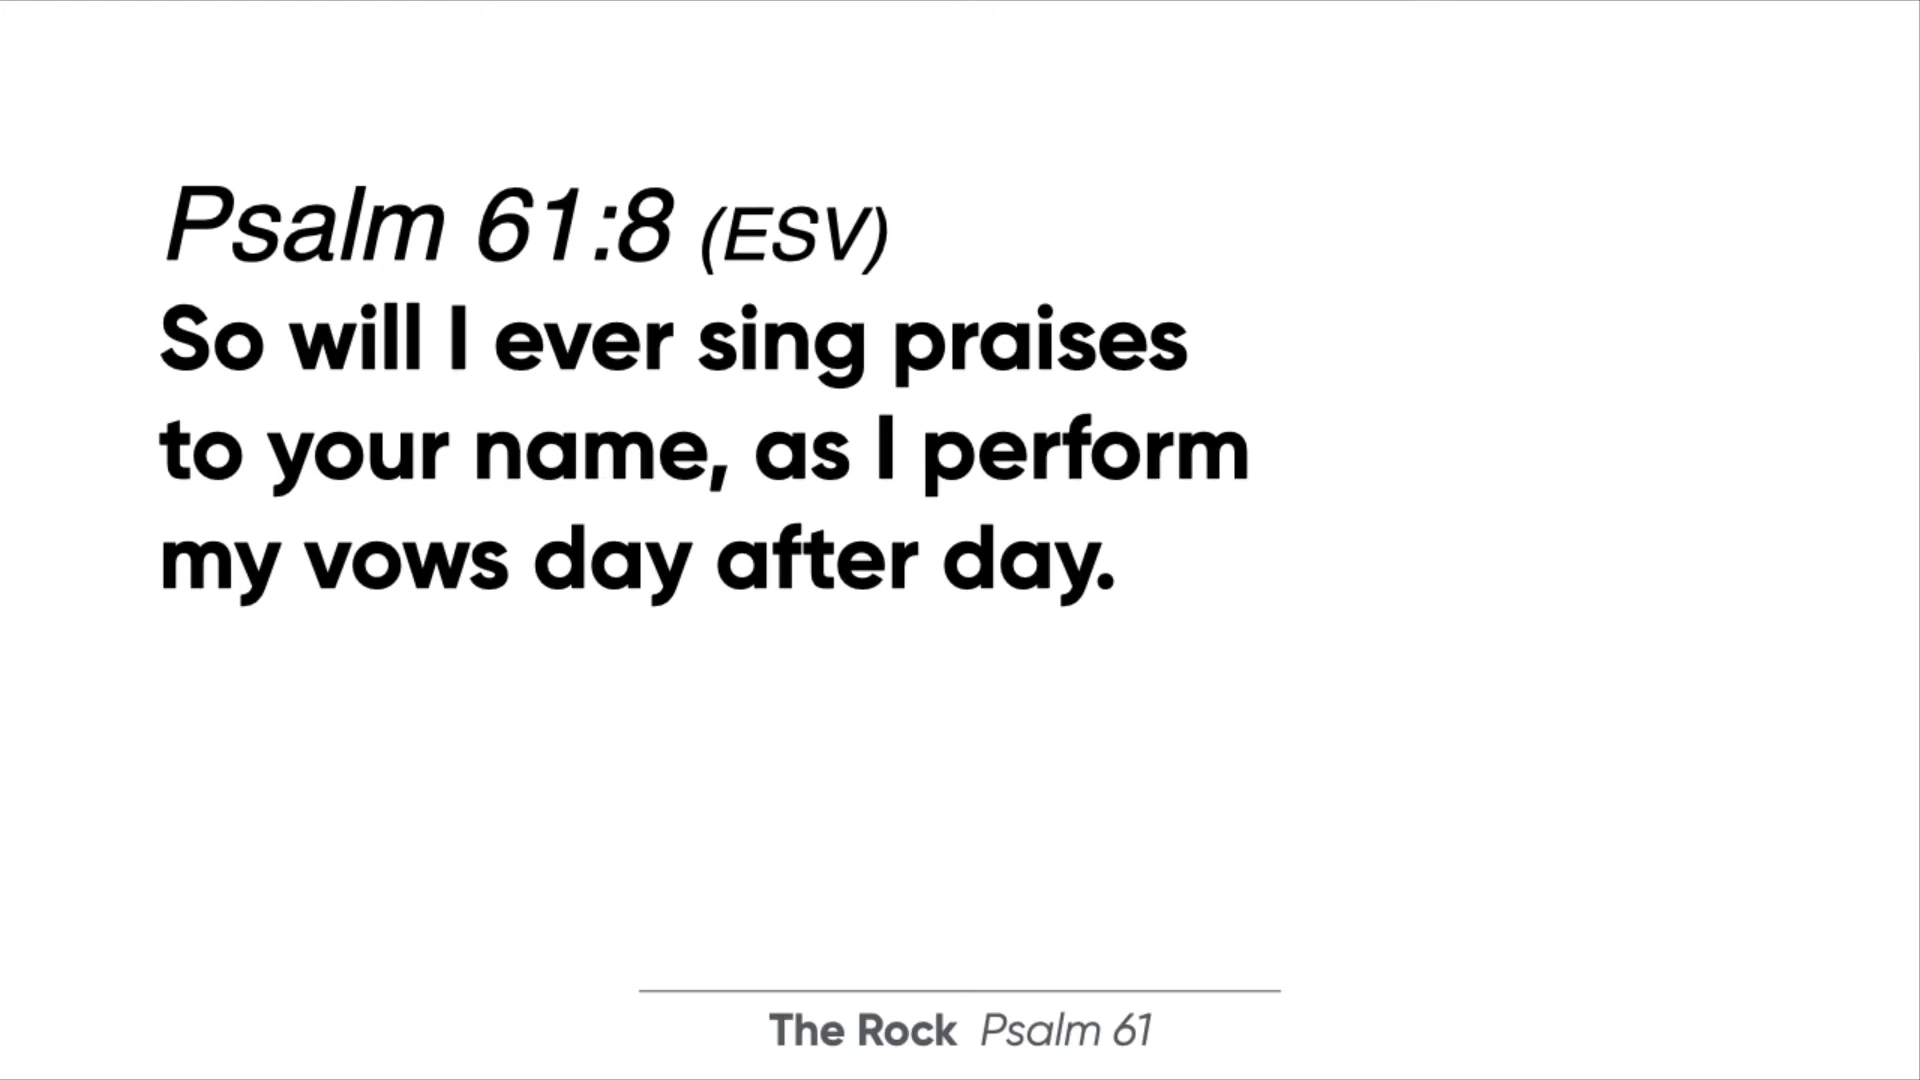 Psalm 61:8 (ESV)
So will I ever sing praises
to your name, as I perform
my vows day after day.
The Rock Psalm 61